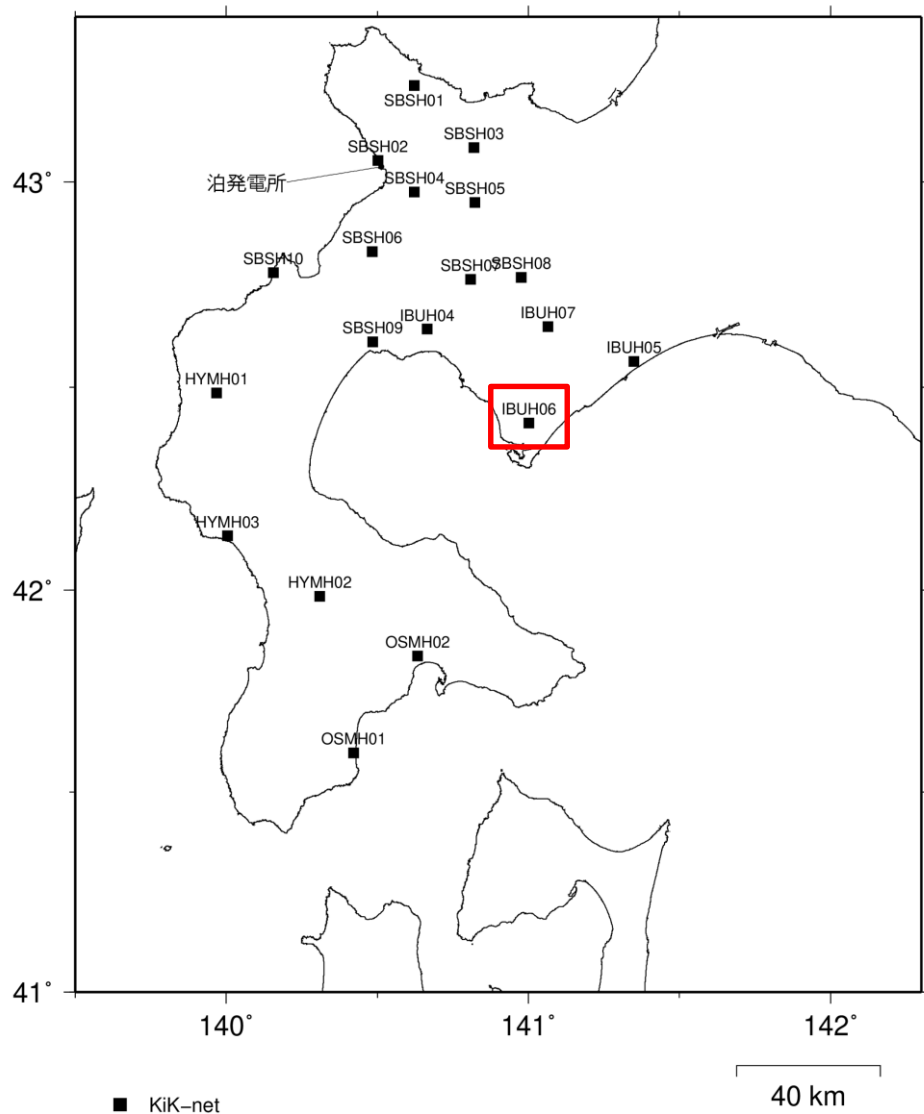 SBSH01
SBSH03
SBSH02
43°
泊発電所
SBSH04
SBSH05
SBSH06
SBSH10
SBSH07
SBSH08
IBUH04
IBUH07
SBSH09
IBUH05
HYMH01
IBUH06
HYMH03
42°
HYMH02
OSMH02
OSMH01
41°
140°
141°
142°
KiK-net
40 km